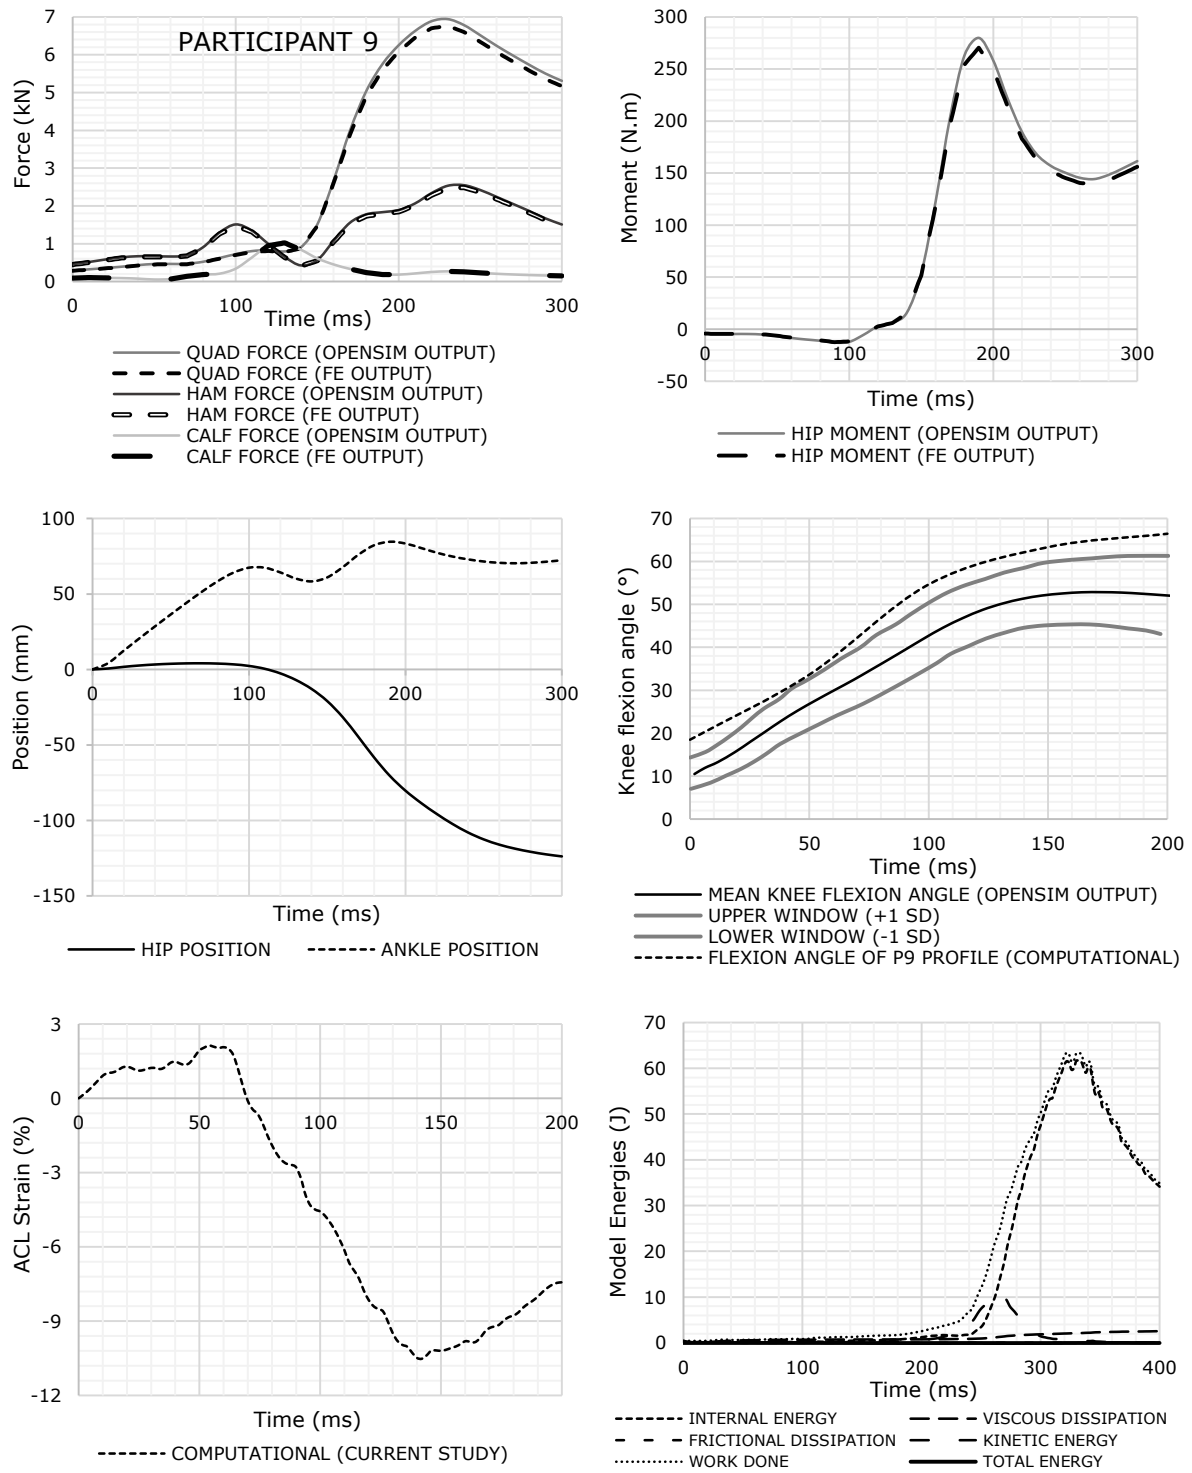 PARTICIPANT 9
Force (kN)
7
6
5
4
3
2
1
0
0 100 200 300
Time (ms)
QUAD FORCE (OPENSIM OUTPUT)
QUAD FORCE (FE OUTPUT)
HAM FORCE (OPENSIM OUTPUT)
HAM FORCE (FE OUTPUT)
CALF FORCE (OPENSIM OUTPUT)
CALF FORCE (FE OUTPUT)
Moment (N.m)
300
250
200
150
100
50
0
-50
0 100 200 300
Time (ms)
HIP MOMENT (OPENSIM OUTPUT)
HIP MOMENT (FE OUTPUT)
Position (mm)
100
50
0
-50
-100
-150
0 100 200 300
Time (ms)
HIP POSITION ANKLE POSITION
Knee flexion angle (°)
70
60
50
40
30
20
10
0
0 50 100 150 200
Time (ms)
MEAN KNEE FLEXION ANGLE (OPENSIM OUTPUT)
UPPER WINDOW (+1 SD)
LOWER WINDOW (-1 SD)
FLEXION ANGLE OF P9 PROFILE (COMPUTATIONAL)
ACL Strain (%)
3
0
-3
-6
-9
-12
0 50 100 150 200
Time (ms)
COMPUTATIONAL (CURRENT STUDY)
Model Energies (J)
70
60
50
40
30
20
10
0
0 100 200 300 400
Time (ms)
INTERNAL ENERGY VISCOUS DISSIPATION
FRICTIONAL DISSIPATION KINETIC ENERGY
WORK DONE TOTAL ENERGY